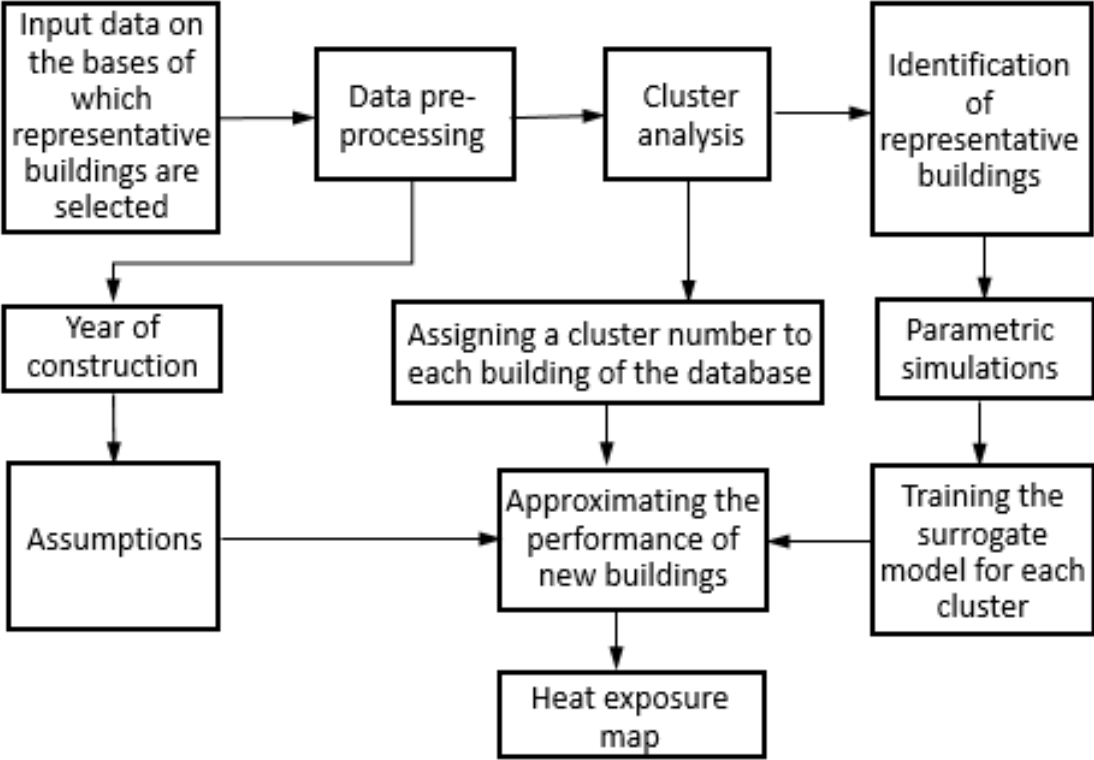 Input data on
the bases of
which
representative
buildings are
selected
Data pre-
processing
Cluster
analysis
Identification
of
representative
buildings
Year of
construction
Assigning a cluster number to
each building of the database
Parametric
simulations
Assumptions
Approximating the
performance of
new buildings
Training the
surrogate
model for each
cluster
Heat exposure
map